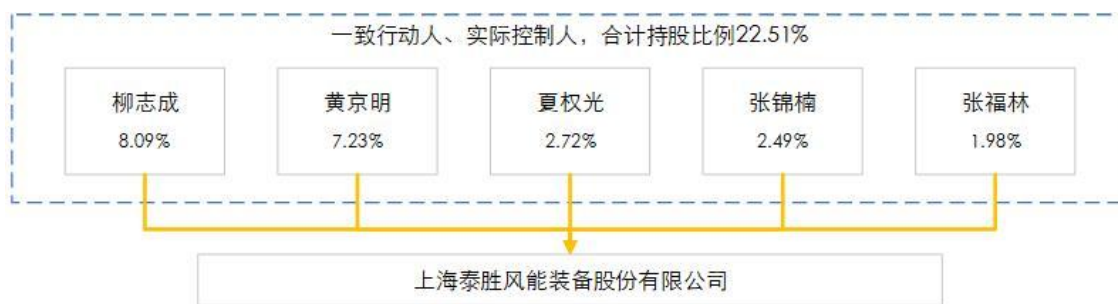 一致行动人、实际控制人，合计持股比例22.51%
柳志成
8.09%
黄京明
7.23%
夏权光
2.72%
张锦楠
2.49%
张福林
1.98%
上海泰胜风能装备股份有限公司